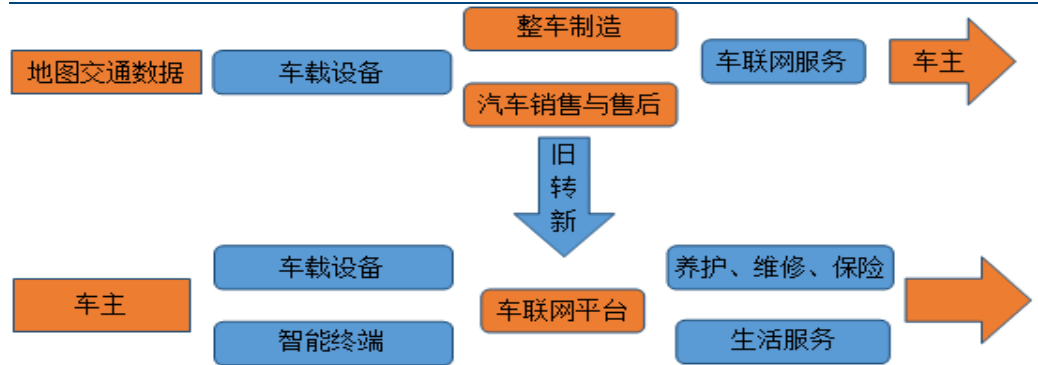 整车制造
地图交通数据
车载设备
车联网服务
车主
汽车销售与售后
旧
转
新
车载设备
养护、维修、保险
车主
车联网平台
智能终端
生活服务